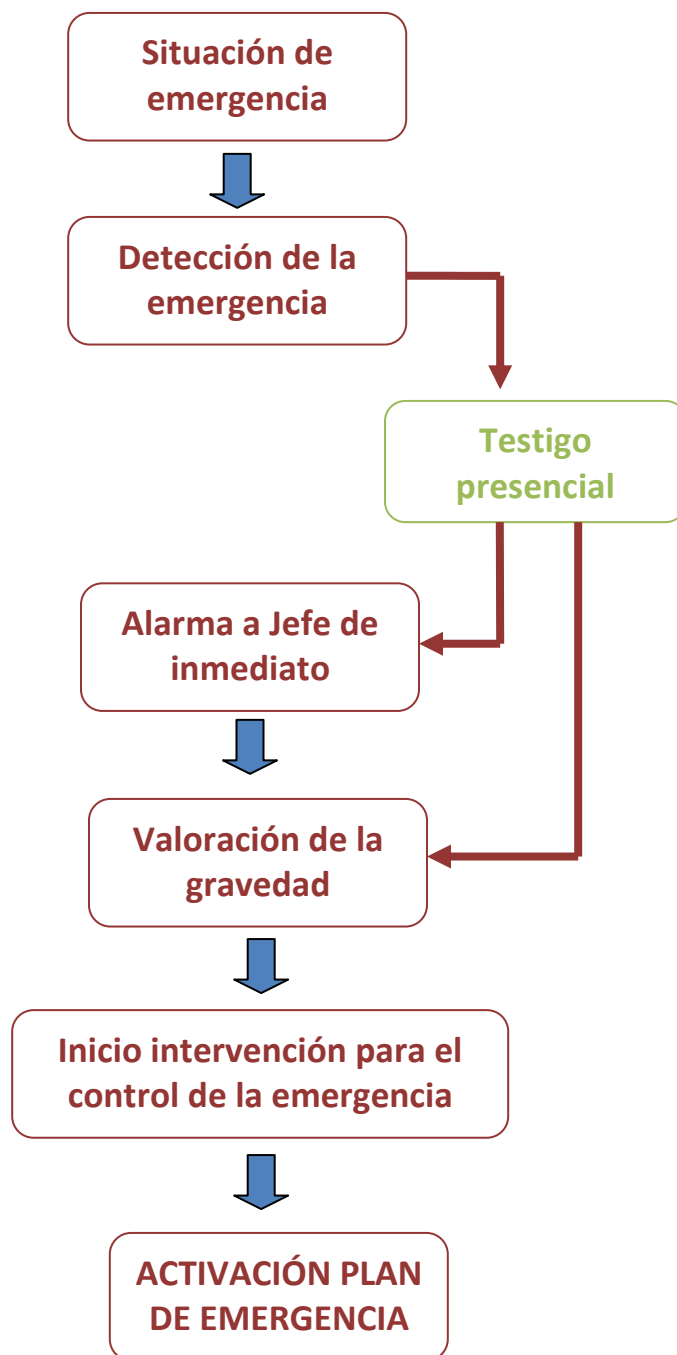 Situación de
emergencia
Detección de la
emergencia
Testigo
presencial
Alarma a Jefe de
inmediato
Valoración de la
gravedad
Inicio intervención para el
control de la emergencia
ACTIVACIÓN PLAN
DE EMERGENCIA